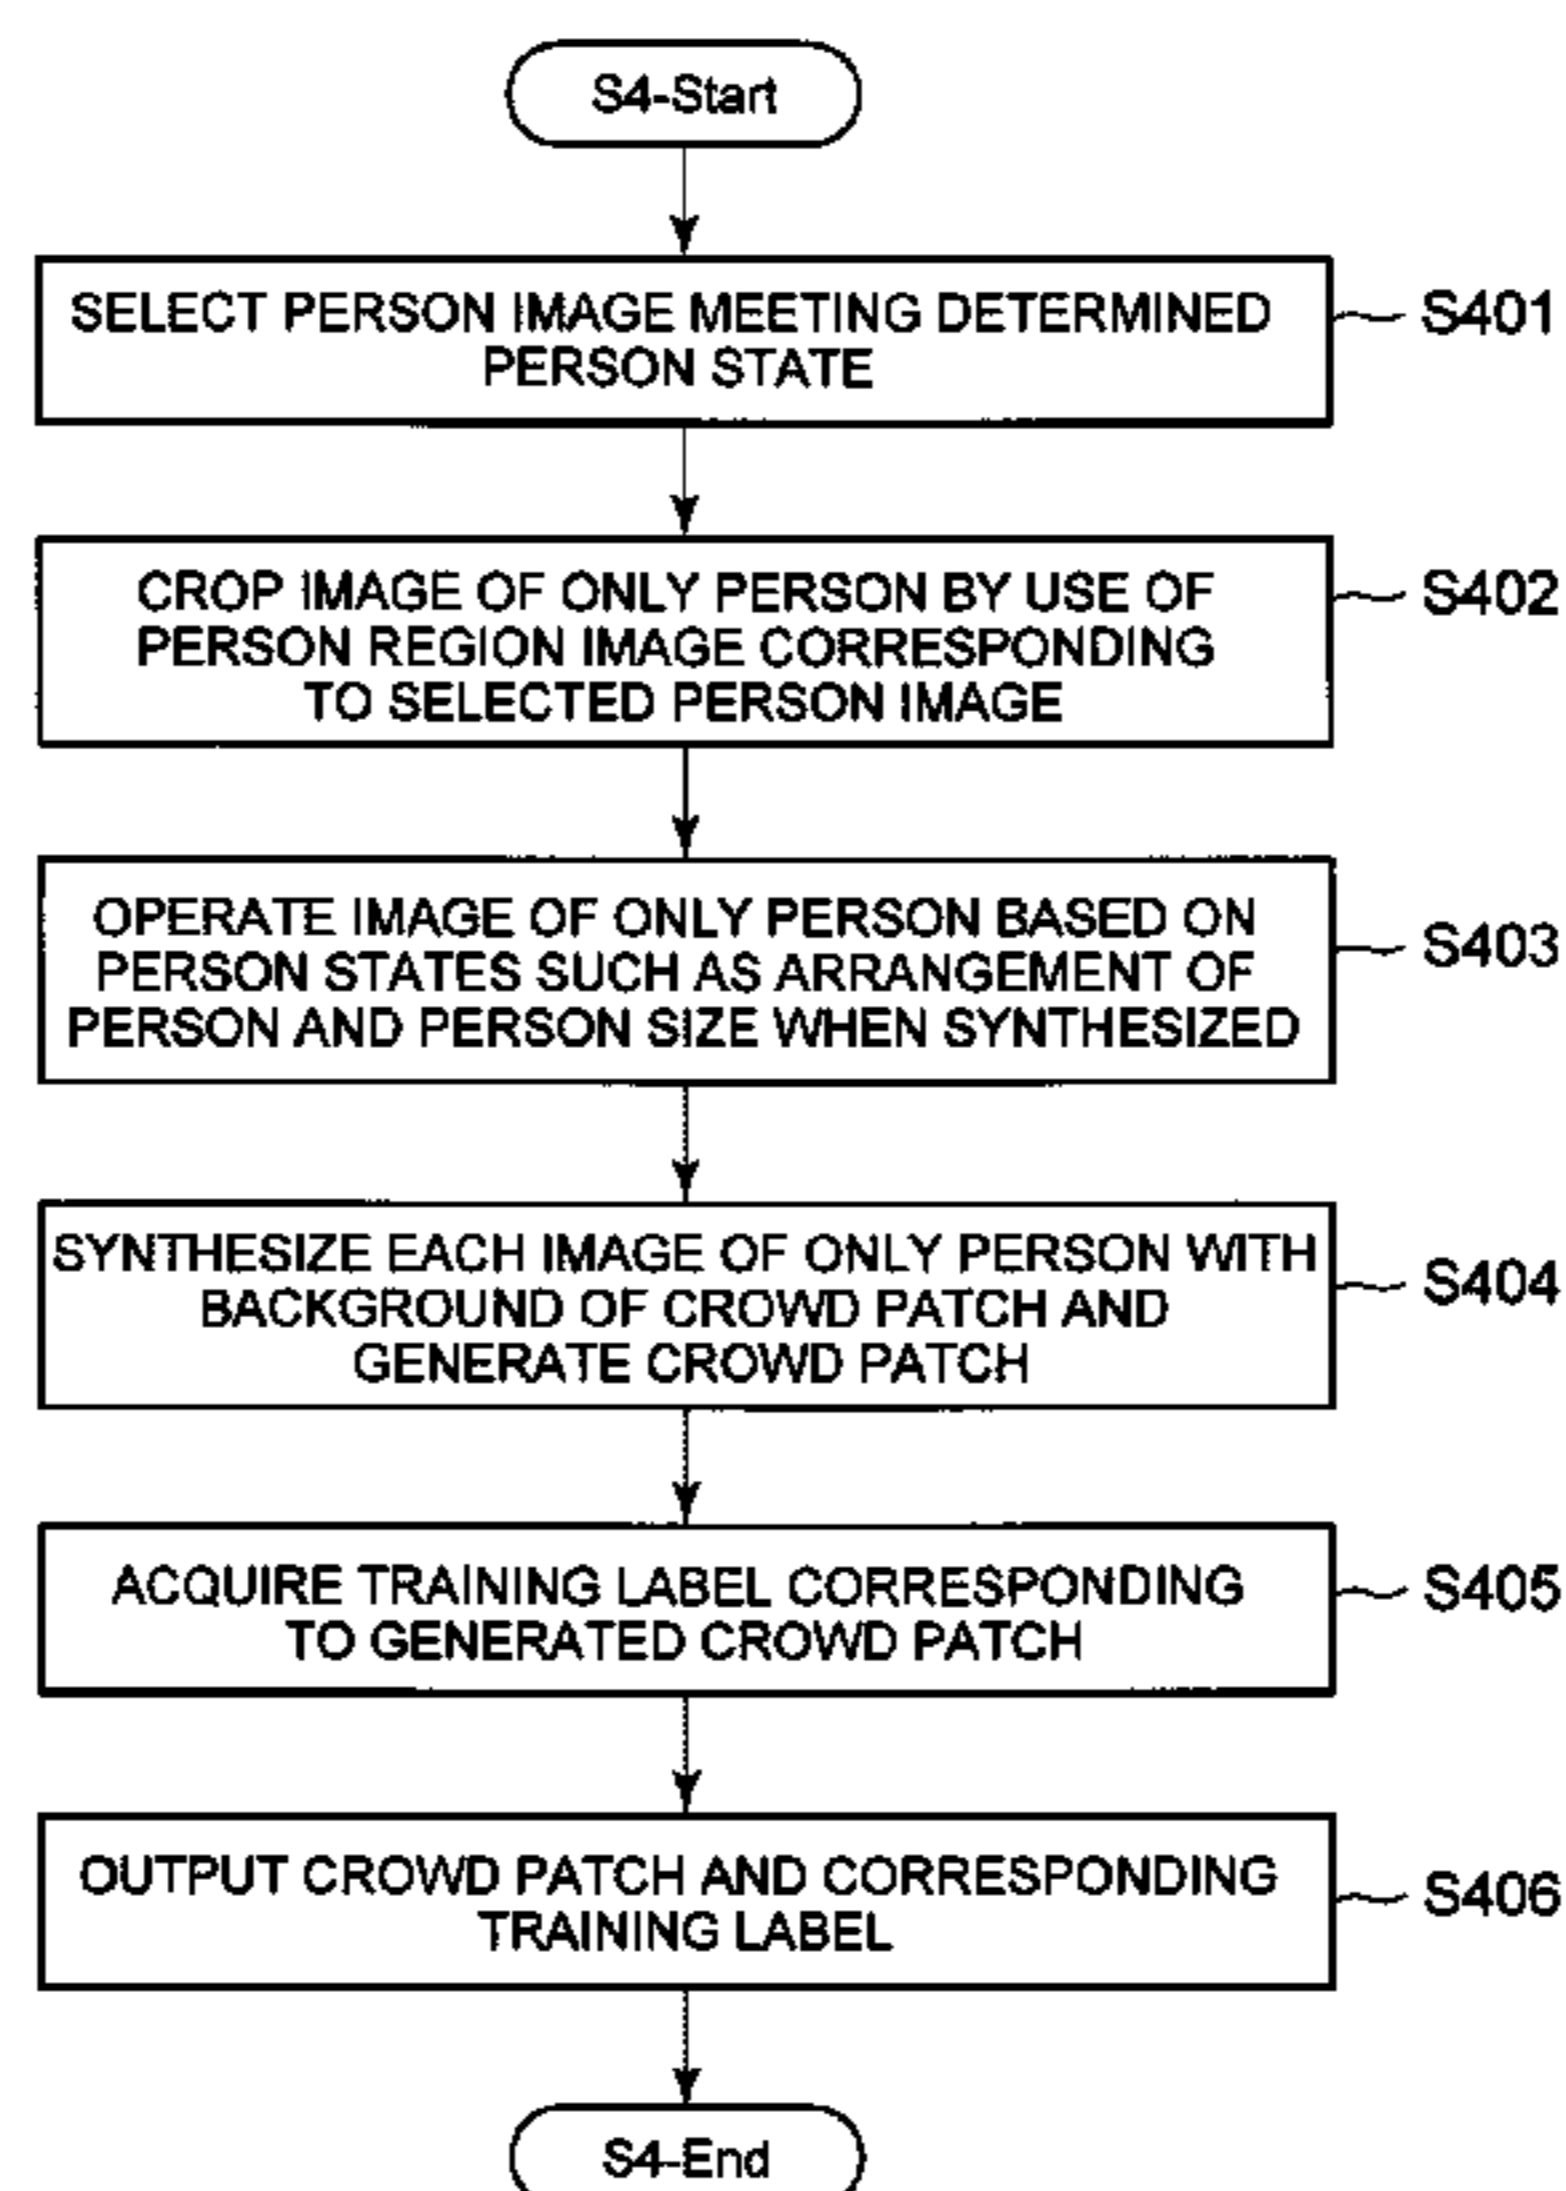 S4-Start
SELECT PERSON IMAGE MEETING DETERMINED
PERSON STATE
S401
CROP IMAGE OF ONLY PERSON BY USE OF
PERSON REGION IMAGE CORRESPONDING
TO SELECTED PERSON IMAGE
S402
OPERATE IMAGE OF ONLY PERSON BASED ON
PERSON STATES SUCH AS ARRANGEMENT OF
PERSON AND PERSON SIZE WHEN SYNTHESIZED
S403
SYNTHESIZE EACH IMAGE OF ONLY PERSON WITH
BACKGROUND OF CROWD PATCH AND
GENERATE CROWD PATCH
S404
ACQUIRE TRAINING LABEL CORRESPONDING
TO GENERATED CROWD PATCH
S405
OUTPUT CROWD PATCH AND CORRESPONDING
TRAINING LABEL
S406
S4-End